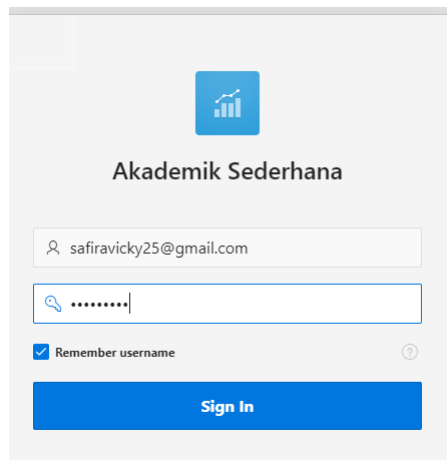 Akademik Sederhana
safiravicky25@gmail.com
•••••••••
Remember username
?
Sign In